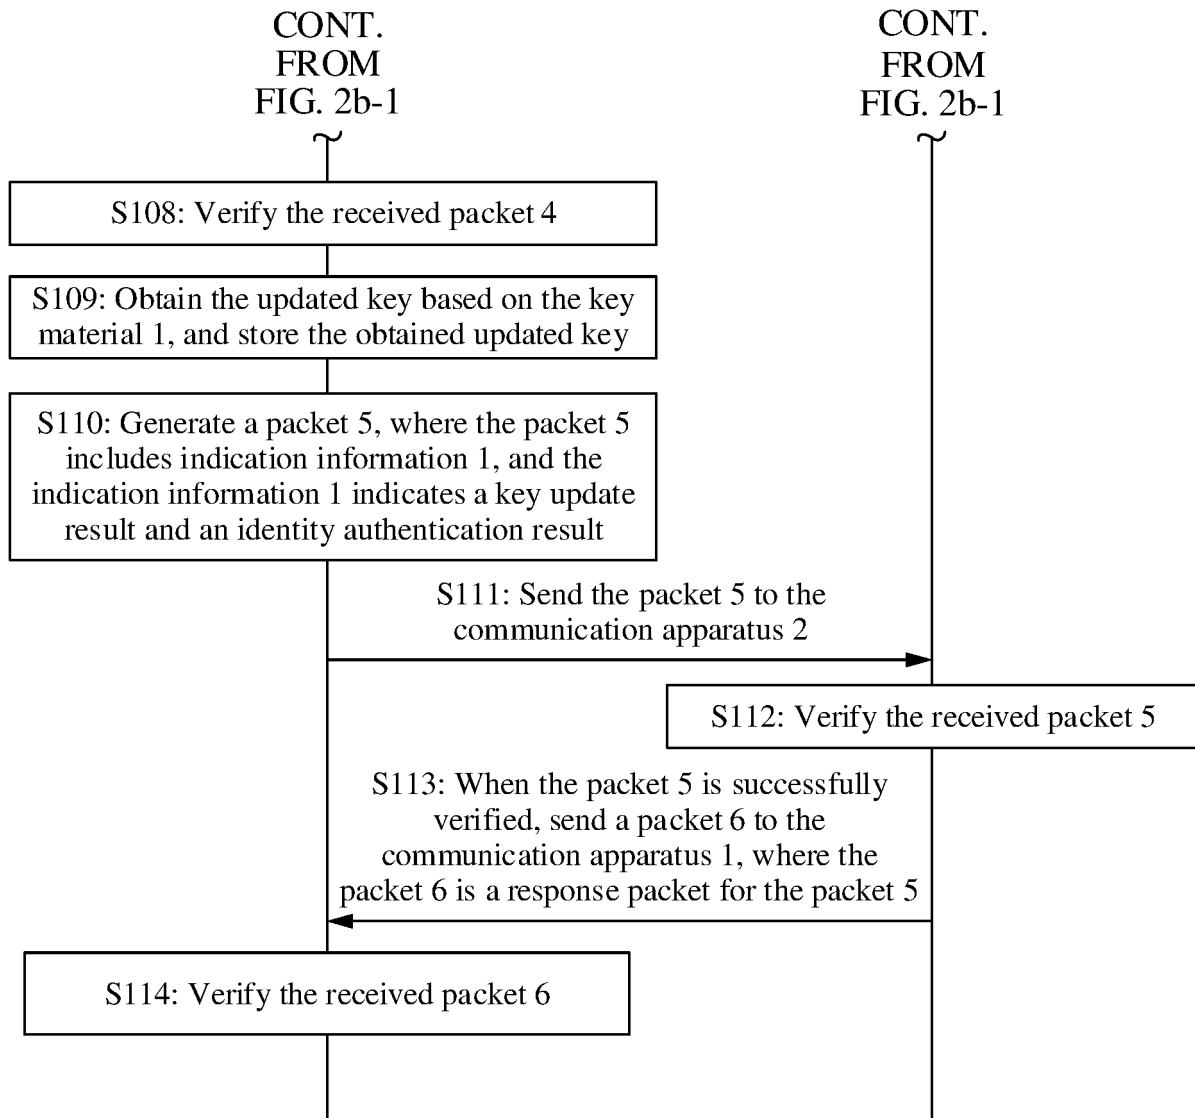 CONT.
FROM
FIG. 2b-1
CONT.
FROM
FIG. 2b-1
S108: Verify the received packet 4
S109: Obtain the updated key based on the key
material 1, and store the obtained updated key
S110: Generate a packet 5, where the packet 5
includes indication information 1, and the
indication information 1 indicates a key update
result and an identity authentication result
S111: Send the packet 5 to the
communication apparatus 2
S112: Verify the received packet 5
S113: When the packet 5 is successfully
verified, send a packet 6 to the
communication apparatus 1, where the
packet 6 is a response packet for the packet 5
S114: Verify the received packet 6